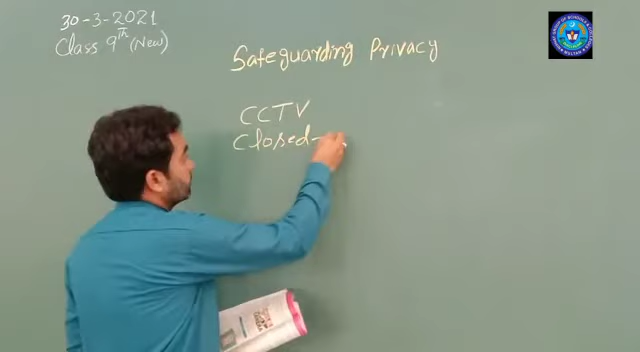 30-3-2021
Class 9th (New)
Safeguarding Privacy
CCTV
Closed-